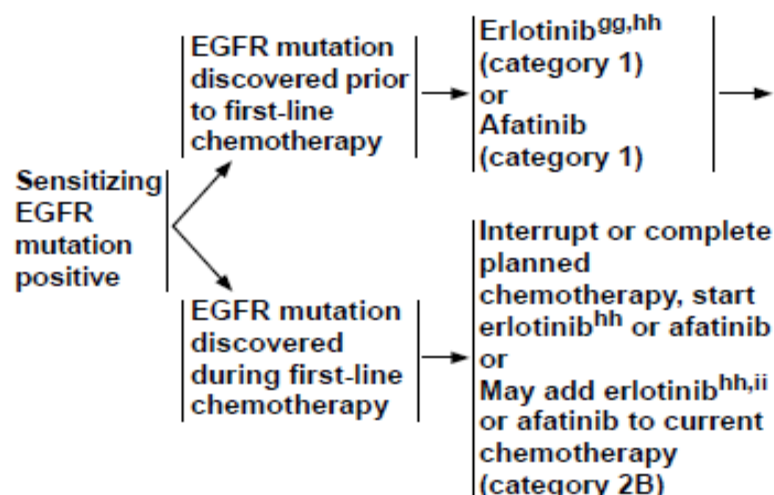 Sensitizing
EGFR
mutation
positive
EGFR mutation
discovered prior
to first-line
chemotherapy
Erlotinibgg,hh
(category 1)
or
Afatinib
(category 1)
EGFR mutation
discovered
during first-line
chemotherapy
Interrupt or complete
planned
chemotherapy, start
erlotinibhh or afatinib
or
May add erlotinibhh,ii
or afatinib to current
chemotherapy
(category 2B)